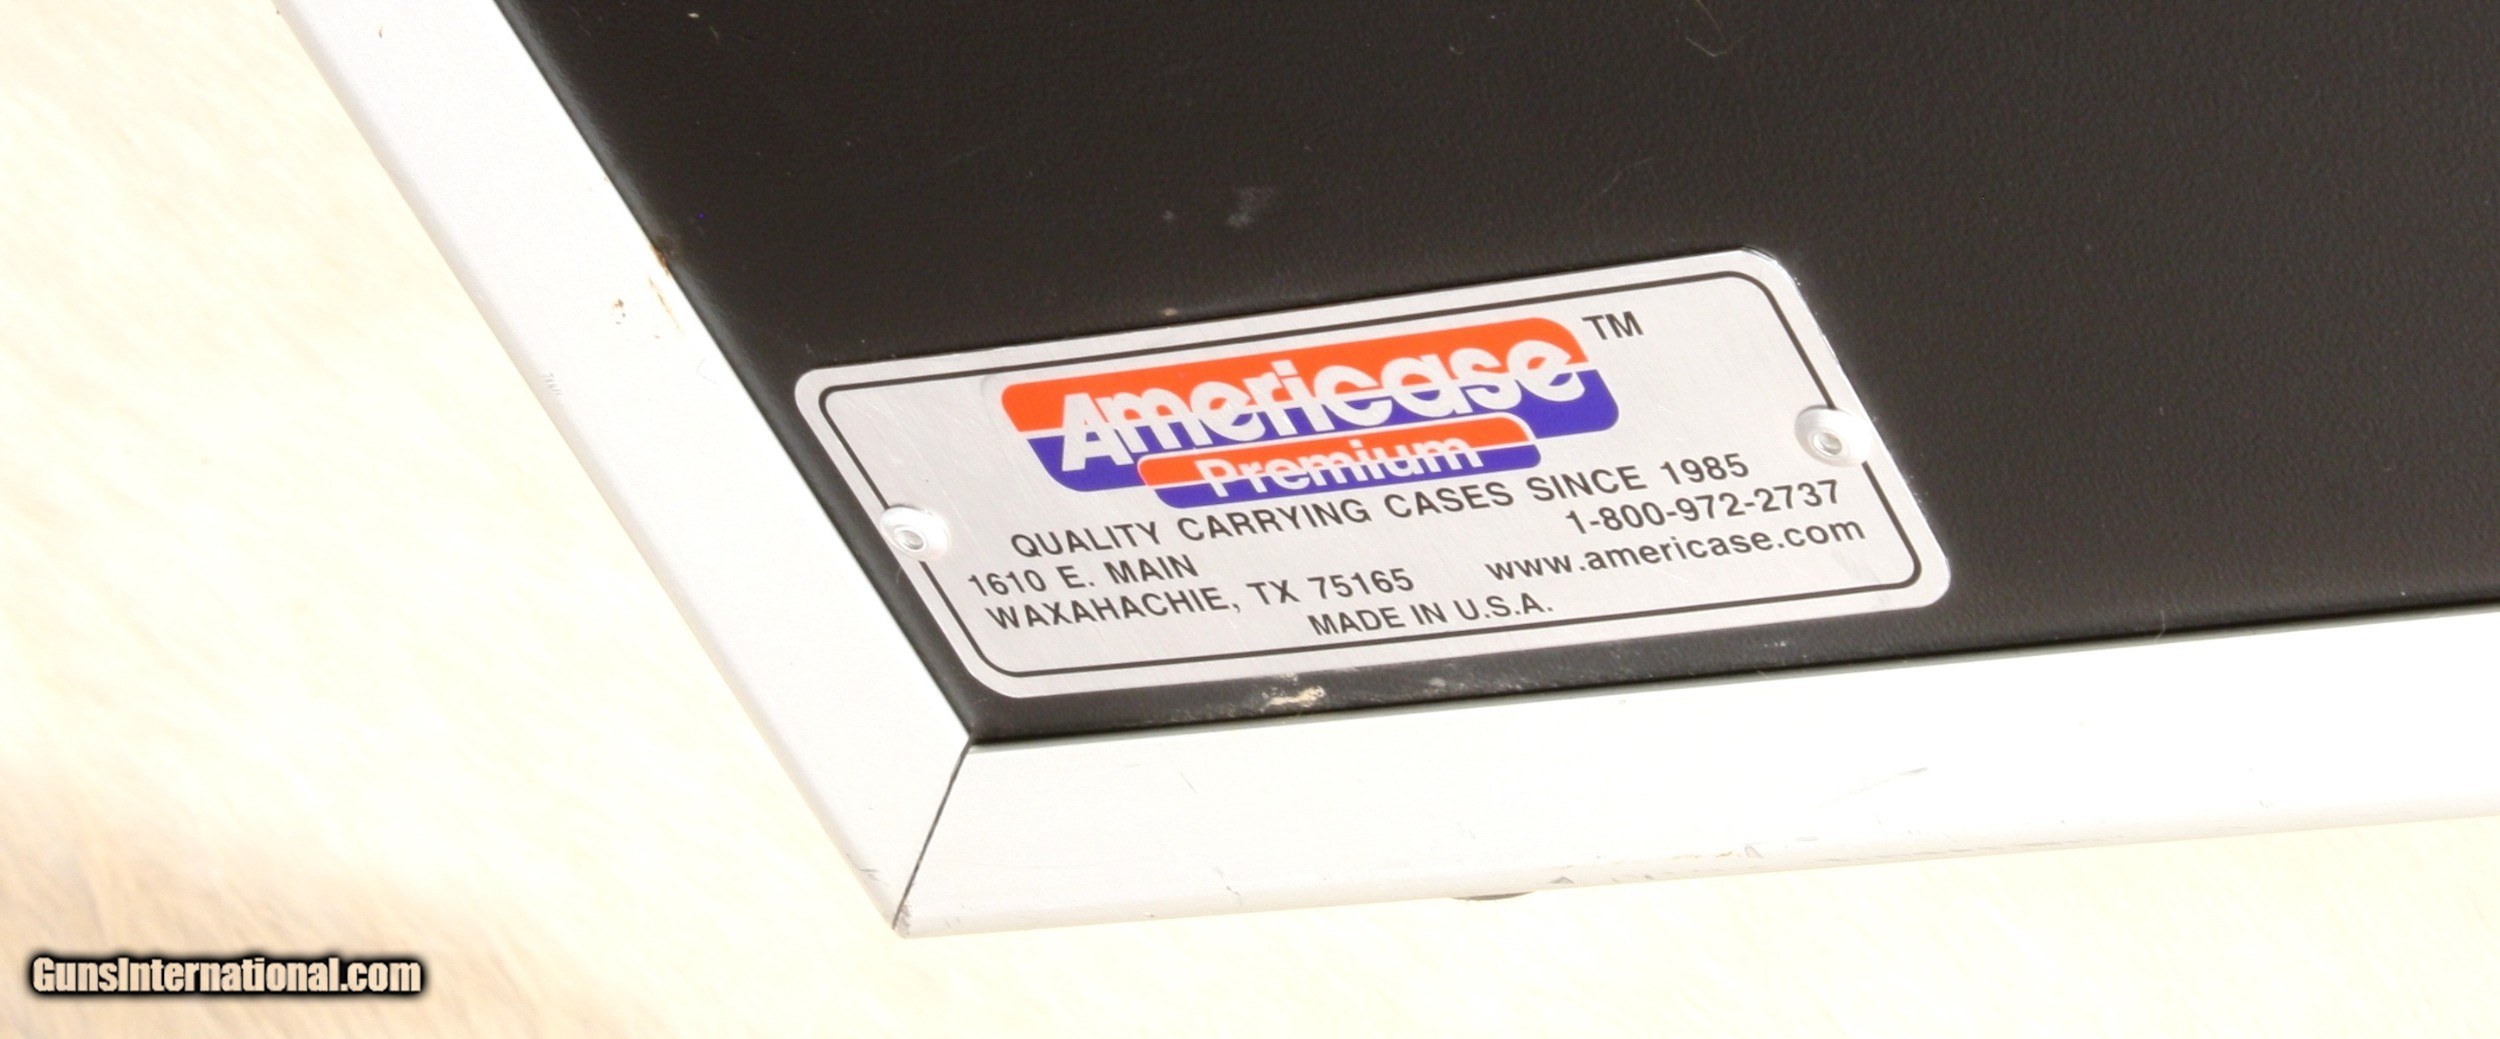 Americase TM
Premium
QUALITY CARRYING CASES SINCE 1985
1610 E. MAIN 1-800-972-2737
WAXAHACHIE, TX 75165 www.americase.com
MADE IN U.S.A.
GunsInternational.com